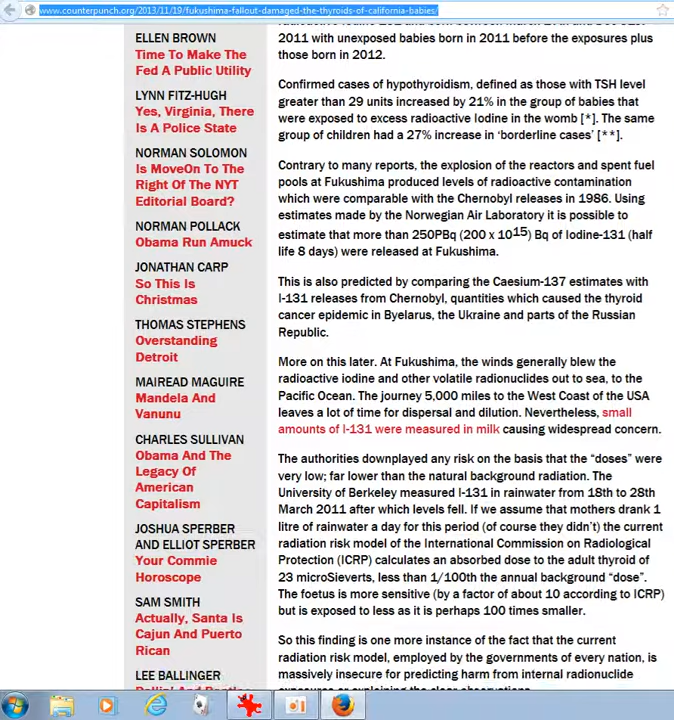 www.counterpunch.org/2013/11/19/fukushima-fallout-damaged-the-thyroids-of-california-babies/
ELLEN BROWN
Time To Make The
Fed A Public Utility
LYNN FITZ-HUGH
Yes, Virginia, There
Is A Police State
NORMAN SOLOMON
Is MoveOn To The
Right Of The NYT
Editorial Board?
NORMAN POLLACK
Obama Run Amuck
JONATHAN CARP
So This Is
Christmas
THOMAS STEPHENS
Overstanding
Detroit
MAIREAD MAGUIRE
Mandela And
Vanunu
CHARLES SULLIVAN
Obama And The
Legacy Of
American
Capitalism
JOSHUA SPERBER
AND ELLIOT SPERBER
Your Commie
Horoscope
SAM SMITH
Actually, Santa Is
Cajun And Puerto
Rican
LEE BALLINGER
2011 with unexposed babies born in 2011 before the exposures plus
those born in 2012.
Confirmed cases of hypothyroidism, defined as those with TSH level
greater than 29 units increased by 21% in the group of babies that
were exposed to excess radioactive Iodine in the womb [*]. The same
group of children had a 27% increase in ‘borderline cases’ [**].
Contrary to many reports, the explosion of the reactors and spent fuel
pools at Fukushima produced levels of radioactive contamination
which were comparable with the Chernobyl releases in 1986. Using
estimates made by the Norwegian Air Laboratory it is possible to
estimate that more than 250PBq (200 x 10¹⁵) Bq of Iodine-131 (half
life 8 days) were released at Fukushima.
This is also predicted by comparing the Caesium-137 estimates with
I-131 releases from Chernobyl, quantities which caused the thyroid
cancer epidemic in Byelarus, the Ukraine and parts of the Russian
Republic.
More on this later. At Fukushima, the winds generally blew the
radioactive iodine and other volatile radionuclides out to sea, to the
Pacific Ocean. The journey 5,000 miles to the West Coast of the USA
leaves a lot of time for dispersal and dilution. Nevertheless, small
amounts of I-131 were measured in milk causing widespread concern.
The authorities downplayed any risk on the basis that the “doses” were
very low; far lower than the natural background radiation. The
University of Berkeley measured I-131 in rainwater from 18th to 28th
March 2011 after which levels fell. If we assume that mothers drank 1
litre of rainwater a day for this period (of course they didn’t) the current
radiation risk model of the International Commission on Radiological
Protection (ICRP) calculates an absorbed dose to the adult thyroid of
23 microSieverts, less than 1/100th the annual background “dose”.
The foetus is more sensitive (by a factor of about 10 according to ICRP)
but is exposed to less as it is perhaps 100 times smaller.
So this finding is one more instance of the fact that the current
radiation risk model, employed by the governments of every nation, is
massively insecure for predicting harm from internal radionuclide